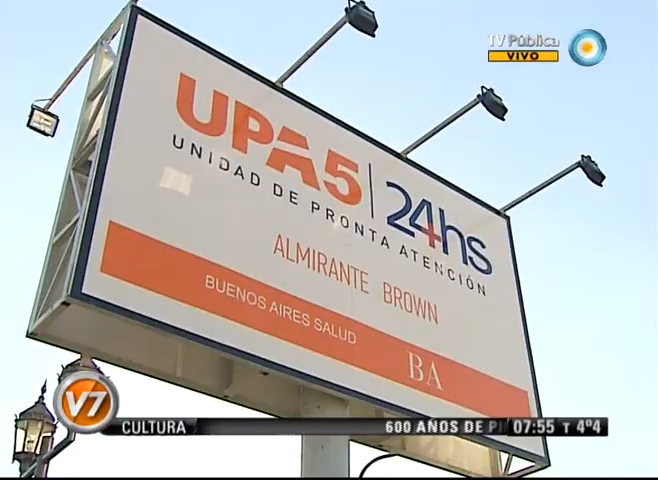 TV Pública
VIVO
UPA5 24hs
UNIDAD DE PRONTA ATENCIÓN
ALMIRANTE BROWN
BUENOS AIRES SALUD
BA
V7
CULTURA
600 AÑOS DE
07:55 T 4º4